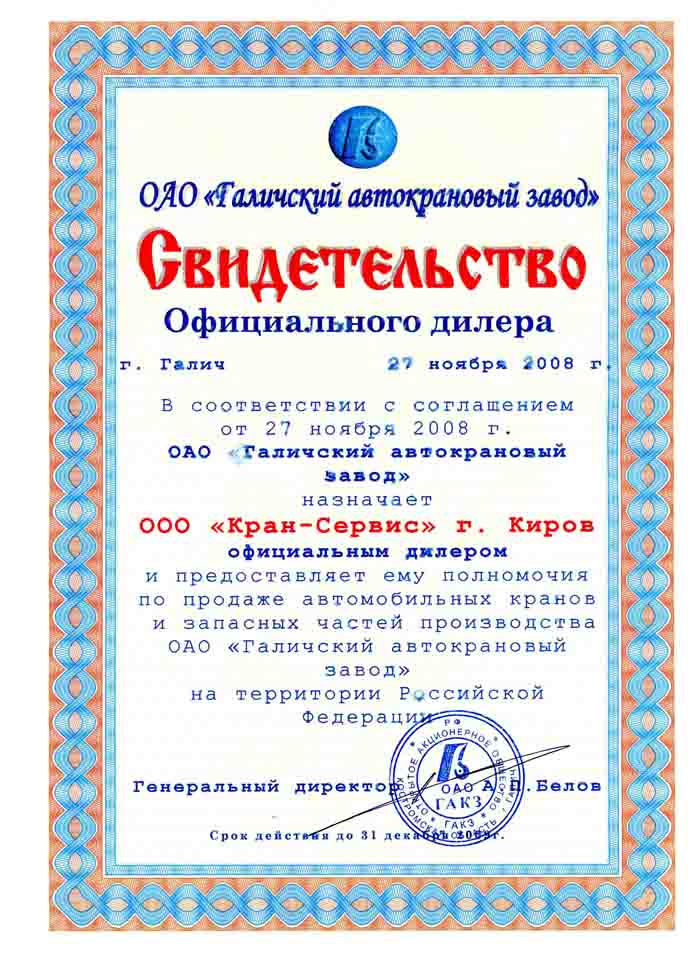 ОАО «Галичский автокрановый завод»
Свидетельство
Официального дилера
г. Галич 27 ноября 2008 г.
В соответствии с соглашением
от 27 ноября 2008 г.
ОАО «Галичский автокрановый
завод»
назначает
ООО «Кран-Сервис» г. Киров
официальным дилером
и предоставляет ему полномочия
по продаже автомобильных кранов
и запасных частей производства
ОАО «Галичский автокрановый
завод»
на территории Российской
Федерации
РФ
ОТКРЫТОЕ АКЦИОНЕРНОЕ ОБЩЕСТВО
КОСТРОМСКАЯ ОБЛАСТЬ
ОАО
ГАКЗ
ГАКЗ
Генеральный директор А.П.Белов
Срок действия до 31 декабря г.